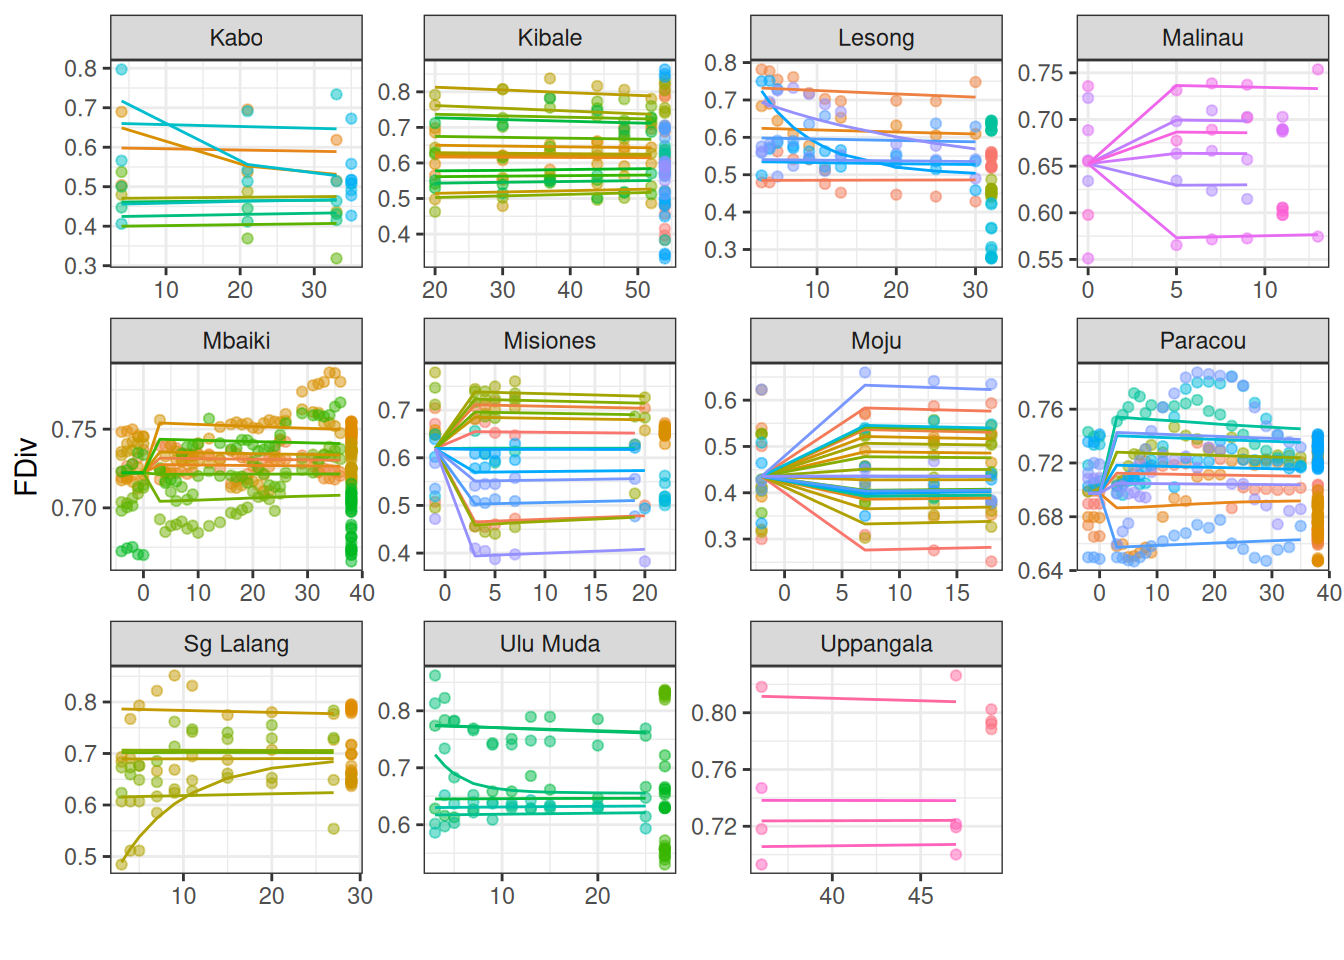 Kabo Kibale Lesong Malinau
0.8 0.7 0.6 0.5 0.4 0.3
0.8 0.7 0.6 0.5 0.4
0.8 0.7 0.6 0.5 0.4 0.3
0.75 0.70 0.65 0.60 0.55
10 20 30 20 30 40 50 10 20 30 0 5 10
FDiv
Mbaiki Misiones Moju Paracou
0.75 0.70
0.7 0.6 0.5 0.4
0.6 0.5 0.4 0.3
0.76 0.72 0.68 0.64
0 10 20 30 40 0 5 10 15 20 0 5 10 15 0 10 20 30 40
Sg Lalang Ulu Muda Uppangala
0.8 0.7 0.6 0.5
0.8 0.7 0.6
0.80 0.76 0.72
10 20 30 10 20 40 45